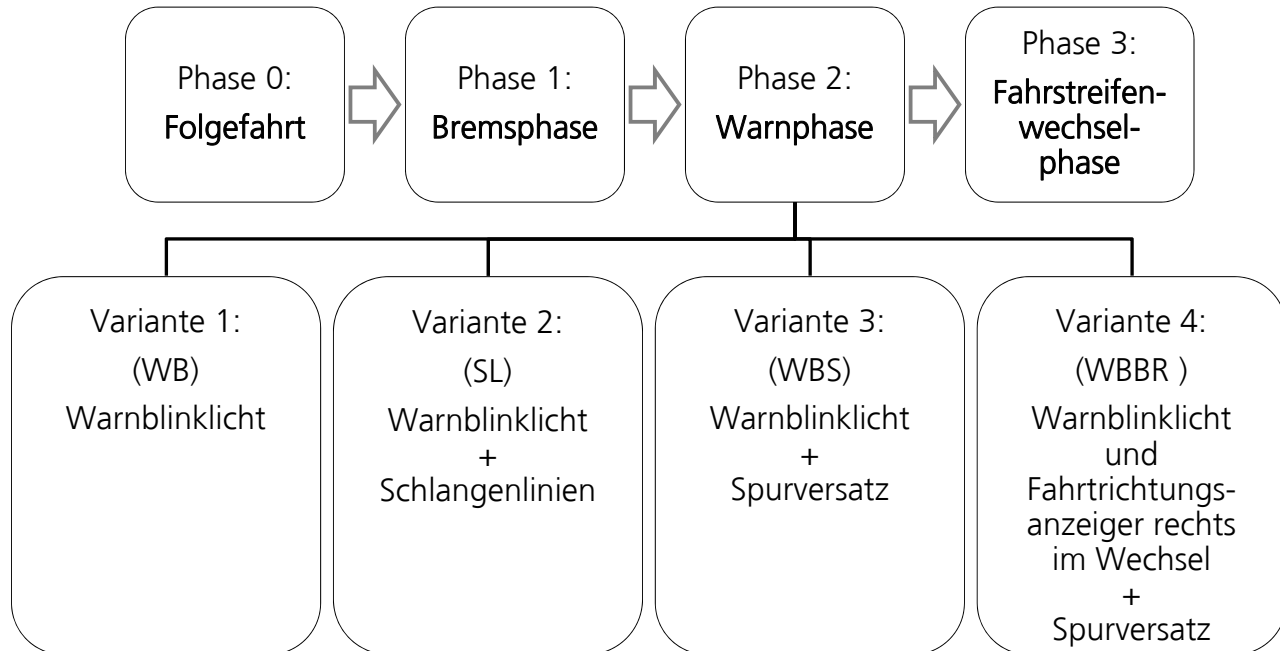 Phase 0:
Folgefahrt
Phase 1:
Bremsphase
Phase 2:
Warnphase
Phase 3:
Fahrstreifen-
wechsel-
phase
Variante 1:
(WB)
Warnblinklicht
Variante 2:
(SL)
Warnblinklicht
+
Schlangenlinien
Variante 3:
(WBS)
Warnblinklicht
+
Spurversatz
Variante 4:
(WBBR )
Warnblinklicht
und
Fahrtrichtungs-
anzeiger rechts
im Wechsel
+
Spurversatz